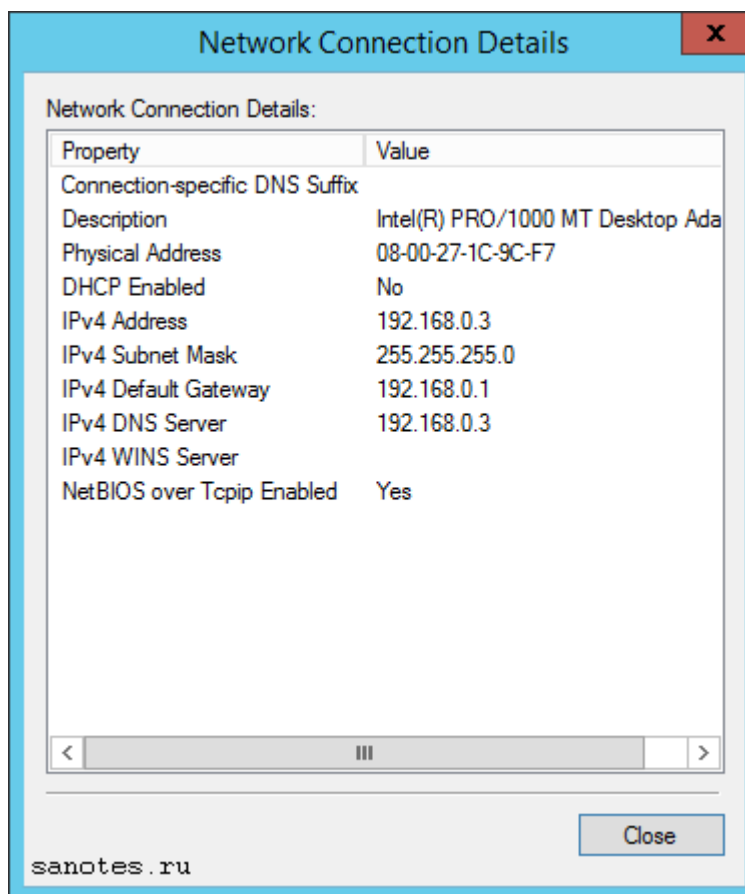 Network Connection Details
x
Network Connection Details:
Property Value
Connection-specific DNS Suffix
Description Intel(R) PRO/1000 MT Desktop Ada
Physical Address 08-00-27-1C-9C-F7
DHCP Enabled No
IPv4 Address 192.168.0.3
IPv4 Subnet Mask 255.255.255.0
IPv4 Default Gateway 192.168.0.1
IPv4 DNS Server 192.168.0.3
IPv4 WINS Server
NetBIOS over Tcpip Enabled Yes
Close
sanotes.ru